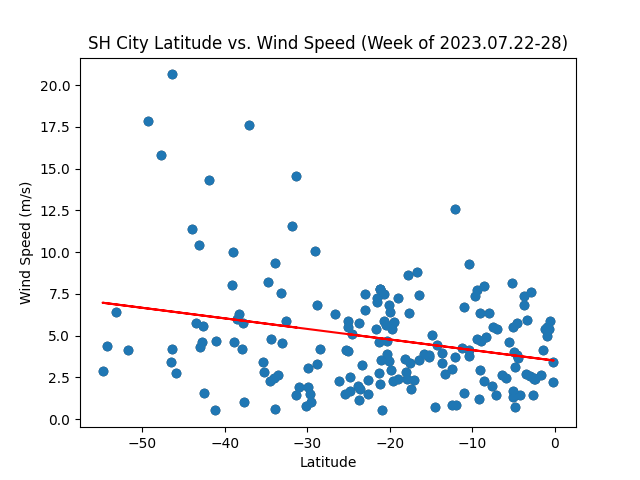 SH City Latitude vs. Wind Speed (Week of 2023.07.22-28)
Wind Speed (m/s)
20.0
17.5
15.0
12.5
10.0
7.5
5.0
2.5
0.0
−50 −40 −30 −20 −10 0
Latitude